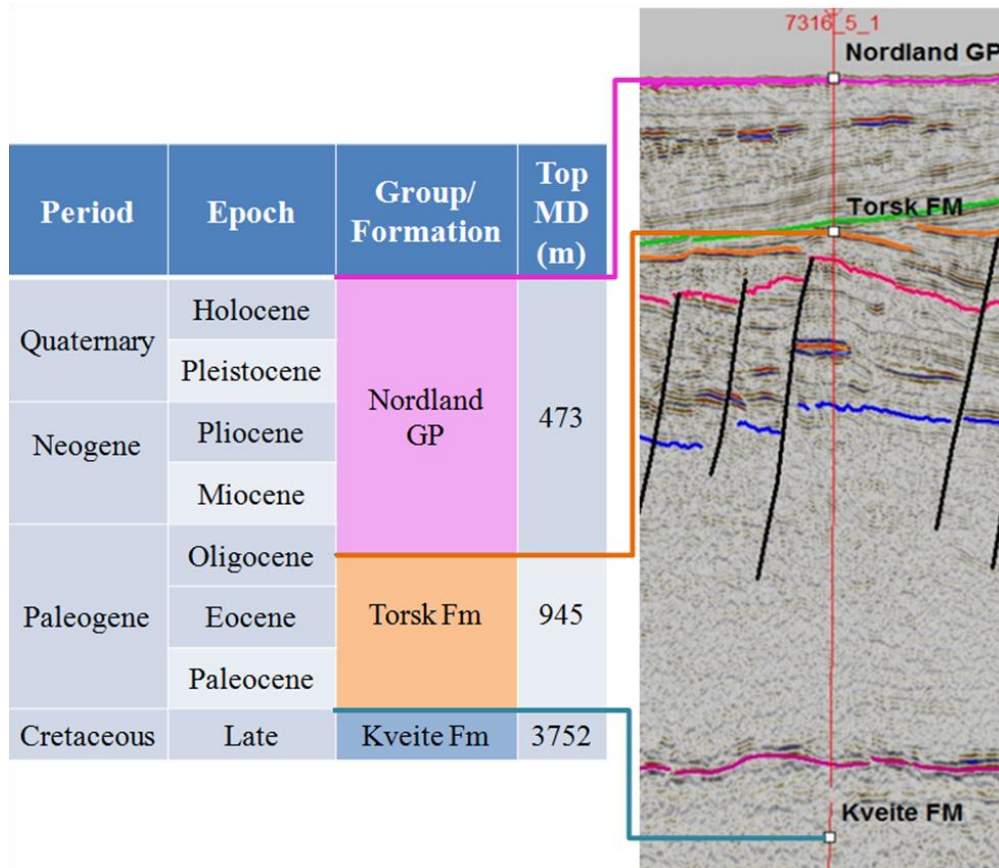 7316_5_1
Nordland GP
Torsk FM
Kveite FM
Period Epoch Group/ Formation Top MD (m)
Quaternary Holocene Nordland GP 473
Pleistocene
Neogene Pliocene
Miocene
Paleogene Oligocene
Eocene Torsk Fm 945
Paleocene
Cretaceous Late Kveite Fm 3752